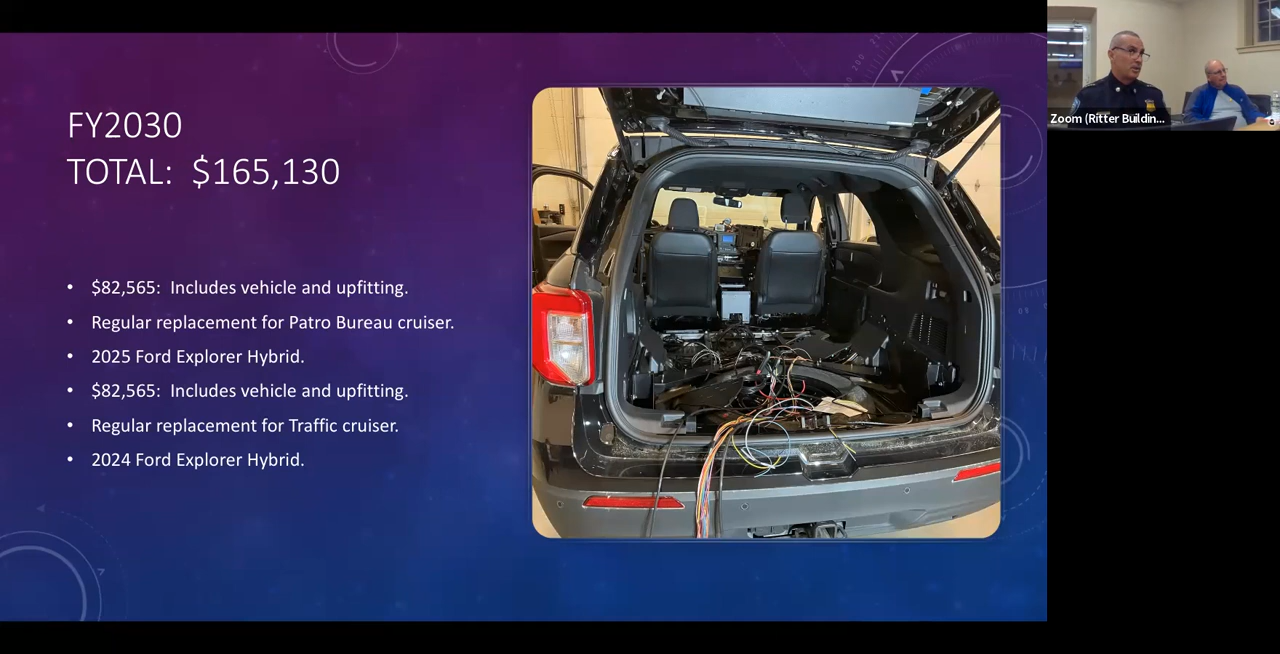 FY2030
TOTAL: $165,130
• $82,565: Includes vehicle and upfitting.
• Regular replacement for Patro Bureau cruiser.
• 2025 Ford Explorer Hybrid.
• $82,565: Includes vehicle and upfitting.
• Regular replacement for Traffic cruiser.
• 2024 Ford Explorer Hybrid.
Zoom (Ritter Buildin...